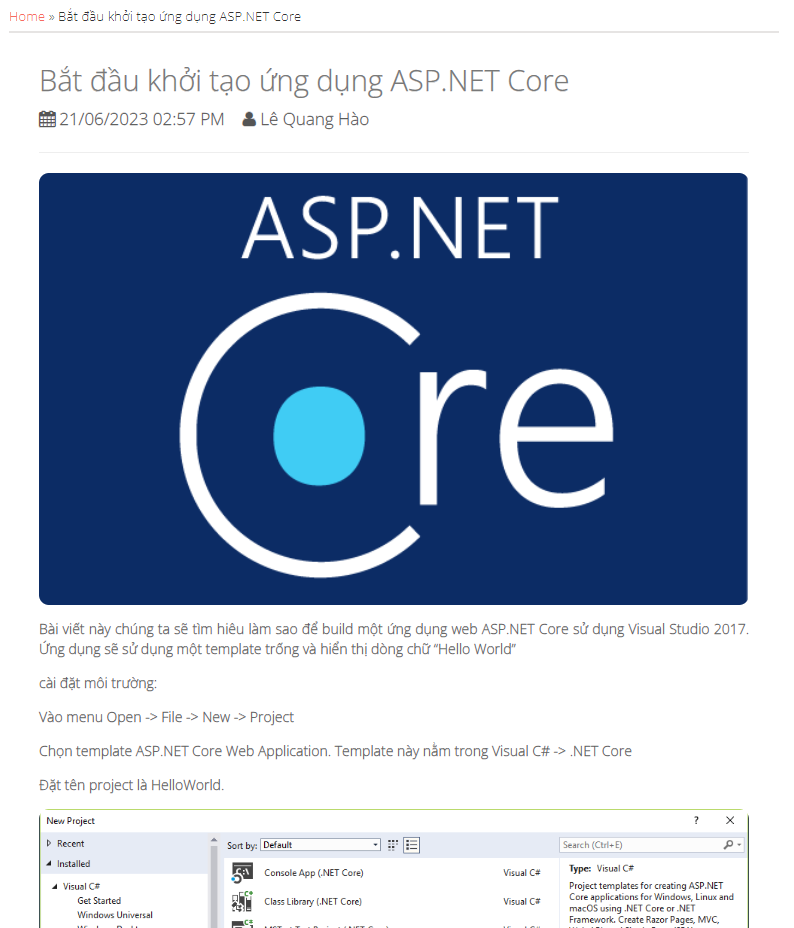 Home » Bắt đầu khởi tạo ứng dụng ASP.NET Core
Bắt đầu khởi tạo ứng dụng ASP.NET Core
21/06/2023 02:57 PM Lê Quang Hào
ASP.NET
Core
Bài viết này chúng ta sẽ tìm hiêu làm sao để build một ứng dụng web ASP.NET Core sử dụng Visual Studio 2017.
Ứng dụng sẽ sử dụng một template trống và hiển thị dòng chữ "Hello World"
cài đặt môi trường:
Vào menu Open -> File -> New -> Project
Chọn template ASP.NET Core Web Application. Template này nằm trong Visual C# -> .NET Core
Đặt tên project là HelloWorld.
New Project
Recent
Installed
Visual C#
Get Started
Windows Universal
Sort by: Default
Search (Ctrl+E)
Console App (.NET Core) Visual C#
Class Library (.NET Core) Visual C#
Type: Visual C#
Project templates for creating ASP.NET
Core applications for Windows, Linux and
macOS using .NET Core or .NET
Framework. Create Razor Pages, MVC,